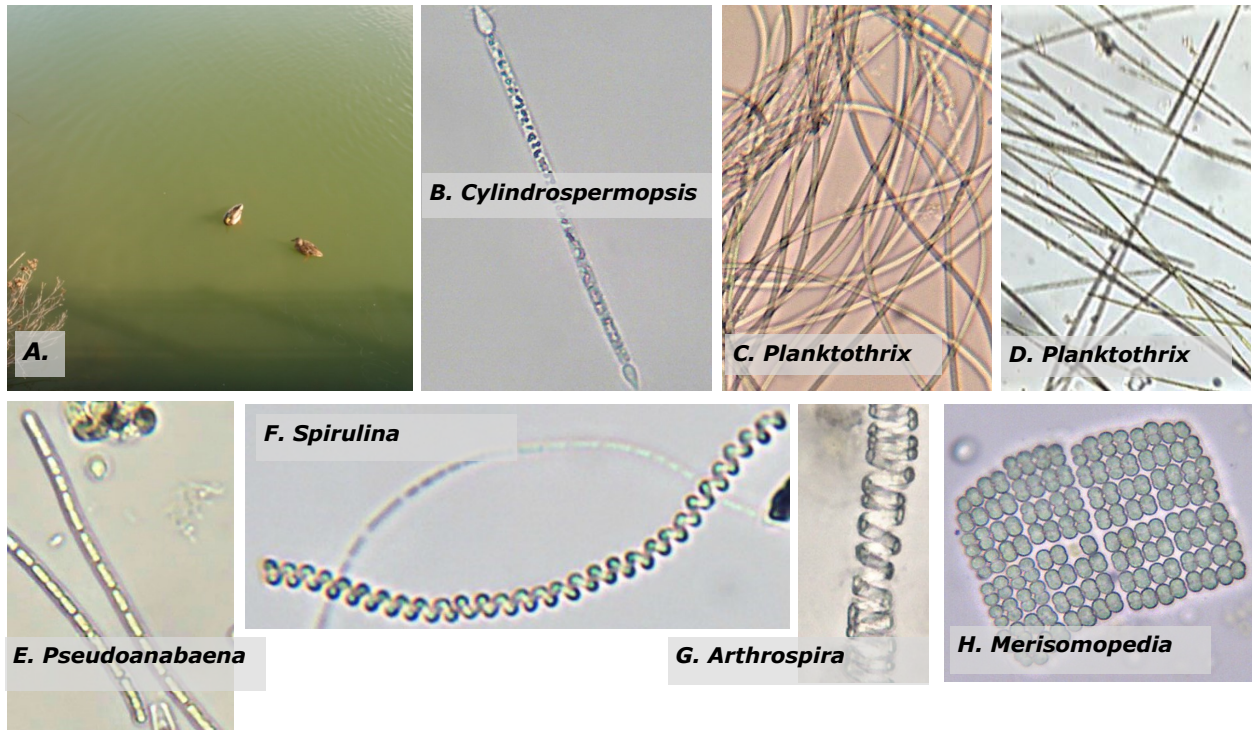 A.
B. Cylindrospermopsis
C. Planktothrix
D. Planktothrix
E. Pseudoanabaena
F. Spirulina
G. Arthrospira
H. Merisomopedia